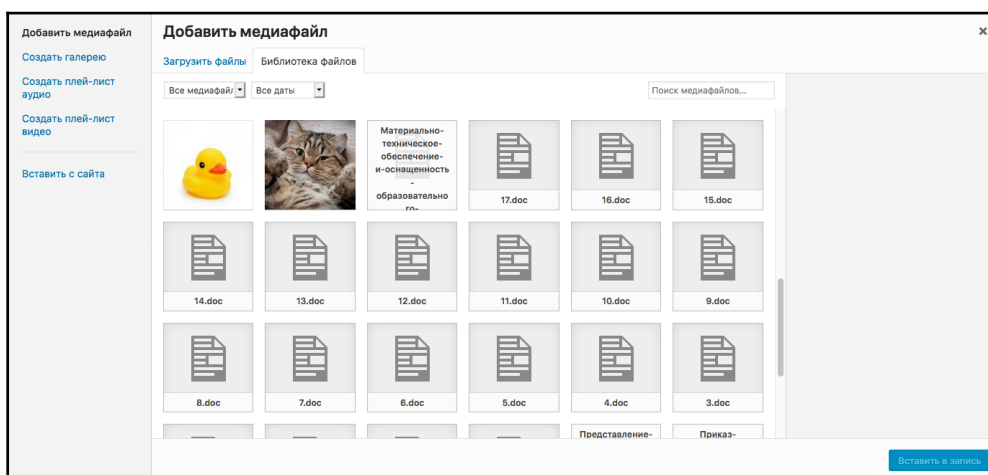 Добавить медиафайл
Создать галерею
Создать плей-лист
аудио
Создать плей-лист
видео
Вставить с сайта
Добавить медиафайл
×
Загрузить файлы
Библиотека файлов
Все медиафайл
Все даты
Поиск медиафайлов...
Материально-
техническое-
обеспечение-
и-оснащенность
-
образовательно
го-
17.doc
16.doc
15.doc
14.doc
13.doc
12.doc
11.doc
10.doc
9.doc
8.doc
7.doc
6.doc
5.doc
4.doc
3.doc
Представление-
Приказ-
Вставить в запись